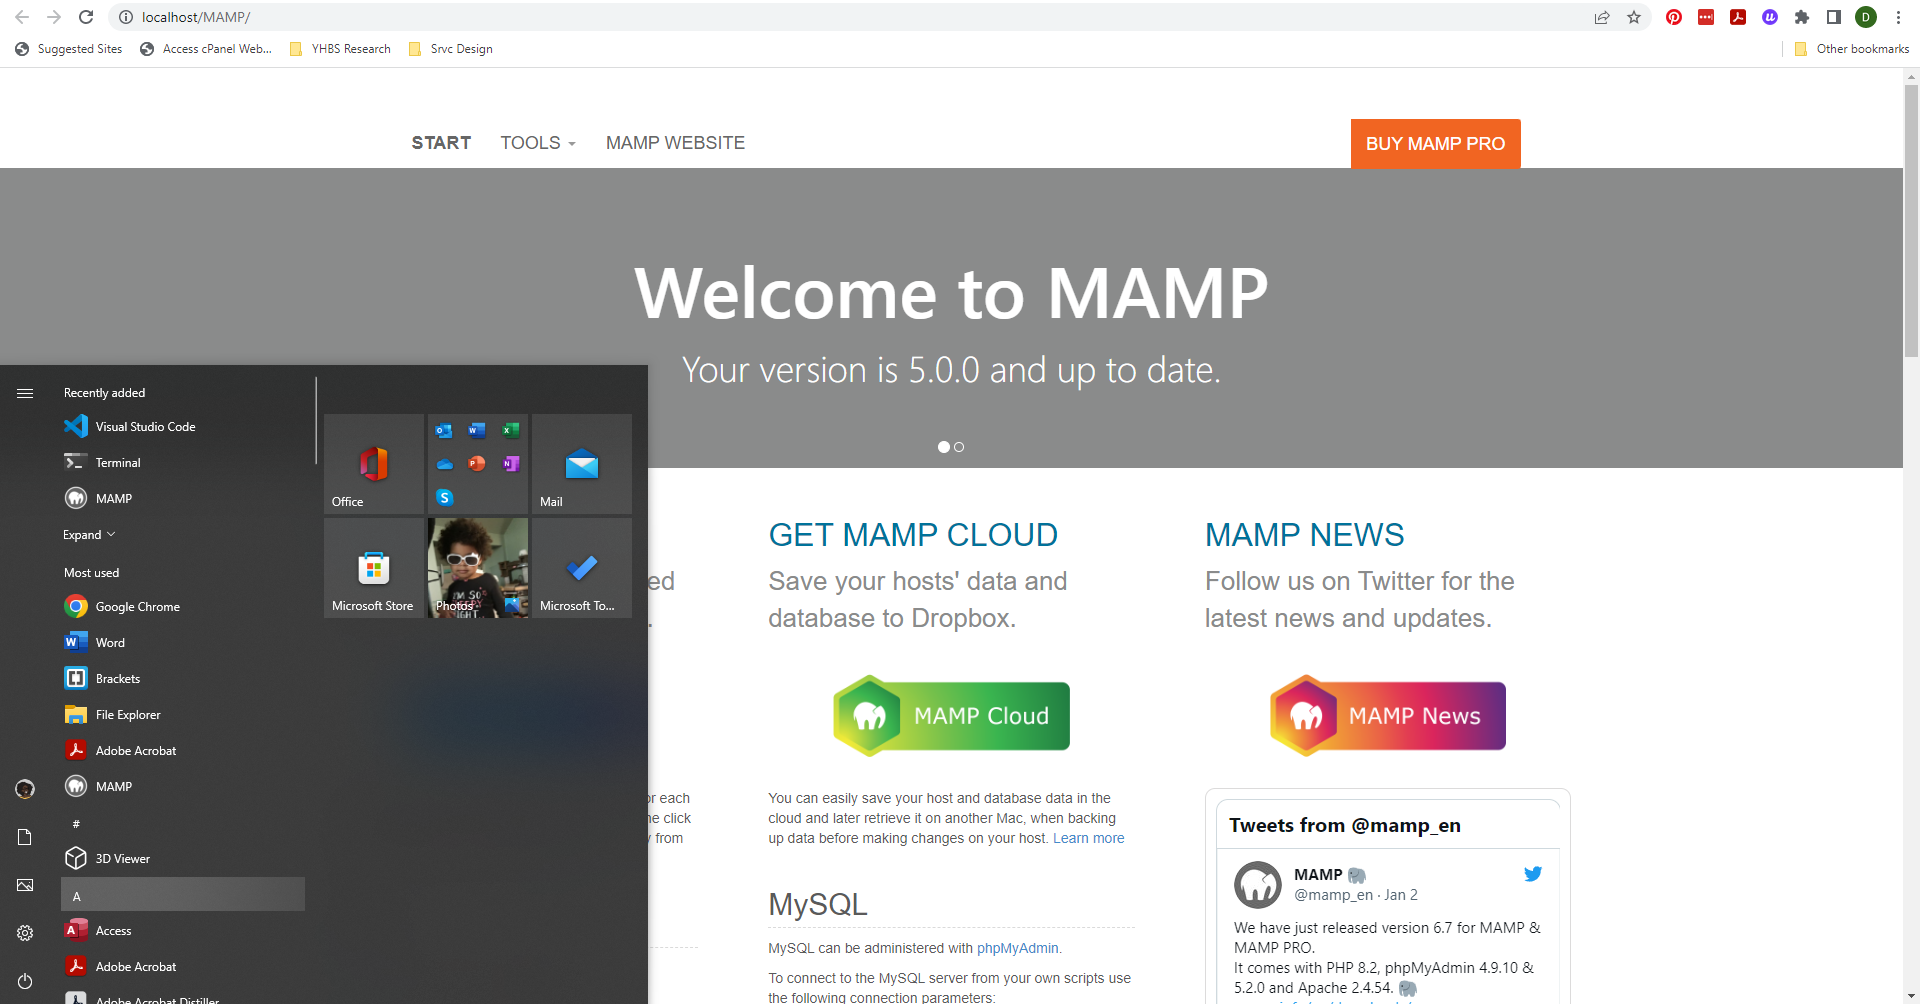 localhost/MAMP/
D
Suggested Sites
Access cPanel Web...
YHBS Research
Srvc Design
Other bookmarks
START
TOOLS
MAMP WEBSITE
BUY MAMP PRO
Welcome to MAMP
Your version is 5.0.0 and up to date.
Recently added
Visual Studio Code
Terminal
MAMP
Expand
Most used
Google Chrome
Word
Brackets
File Explorer
Adobe Acrobat
MAMP
#
3D Viewer
A
Access
Adobe Acrobat
Adobe Acrobat Distiller
Office
Mail
Microsoft Store
I'M SO
Photos
Microsoft To...
ed
.
or each
ne click
y from
GET MAMP CLOUD
Save your hosts' data and
database to Dropbox.
MAMP Cloud
You can easily save your host and database data in the
cloud and later retrieve it on another Mac, when backing
up data before making changes on your host. Learn more
MySQL
MySQL can be administered with phpMyAdmin.
To connect to the MySQL server from your own scripts use
the following connection parameters:
MAMP NEWS
Follow us on Twitter for the
latest news and updates.
MAMP News
Tweets from @mamp_en
MAMP 🐘
@mamp_en · Jan 2
We have just released version 6.7 for MAMP &
MAMP PRO.
It comes with PHP 8.2, phpMyAdmin 4.9.10 &
5.2.0 and Apache 2.4.54. 🐘